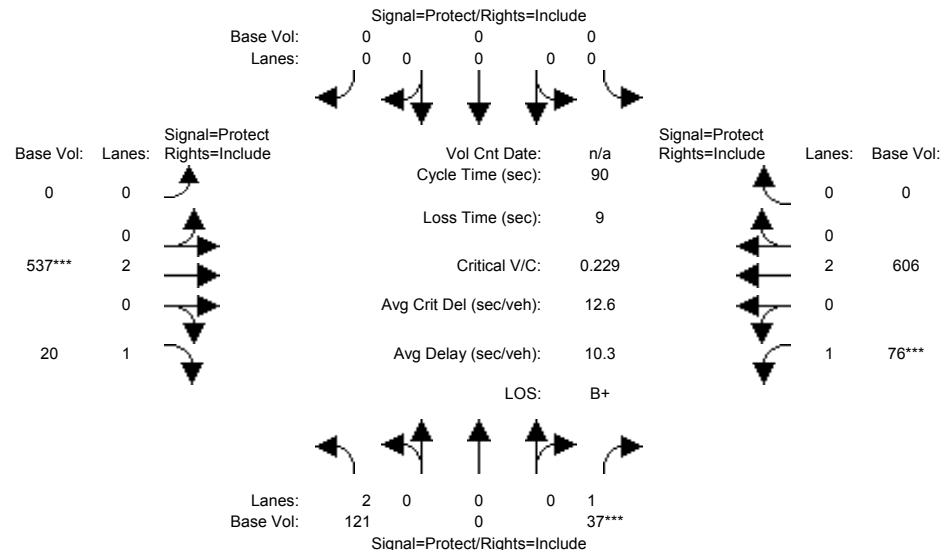 Signal=Protect/Rights=Include
Base Vol: 0 0 0
Lanes: 0 0 0 0 0
Signal=Protect Signal=Protect
Base Vol: Lanes: Rights=Include Vol Cnt Date: n/a Rights=Include Lanes: Base Vol:
Cycle Time (sec): 90
0 0 0 0
Loss Time (sec): 9
0 0
537*** 2 Critical V/C: 0.229 2 606
0 Avg Crit Del (sec/veh): 12.6 0
20 1 Avg Delay (sec/veh): 10.3 1 76***
LOS: B+
Lanes: 2 0 0 0 1
Base Vol: 121 0 37***
Signal=Protect/Rights=Include